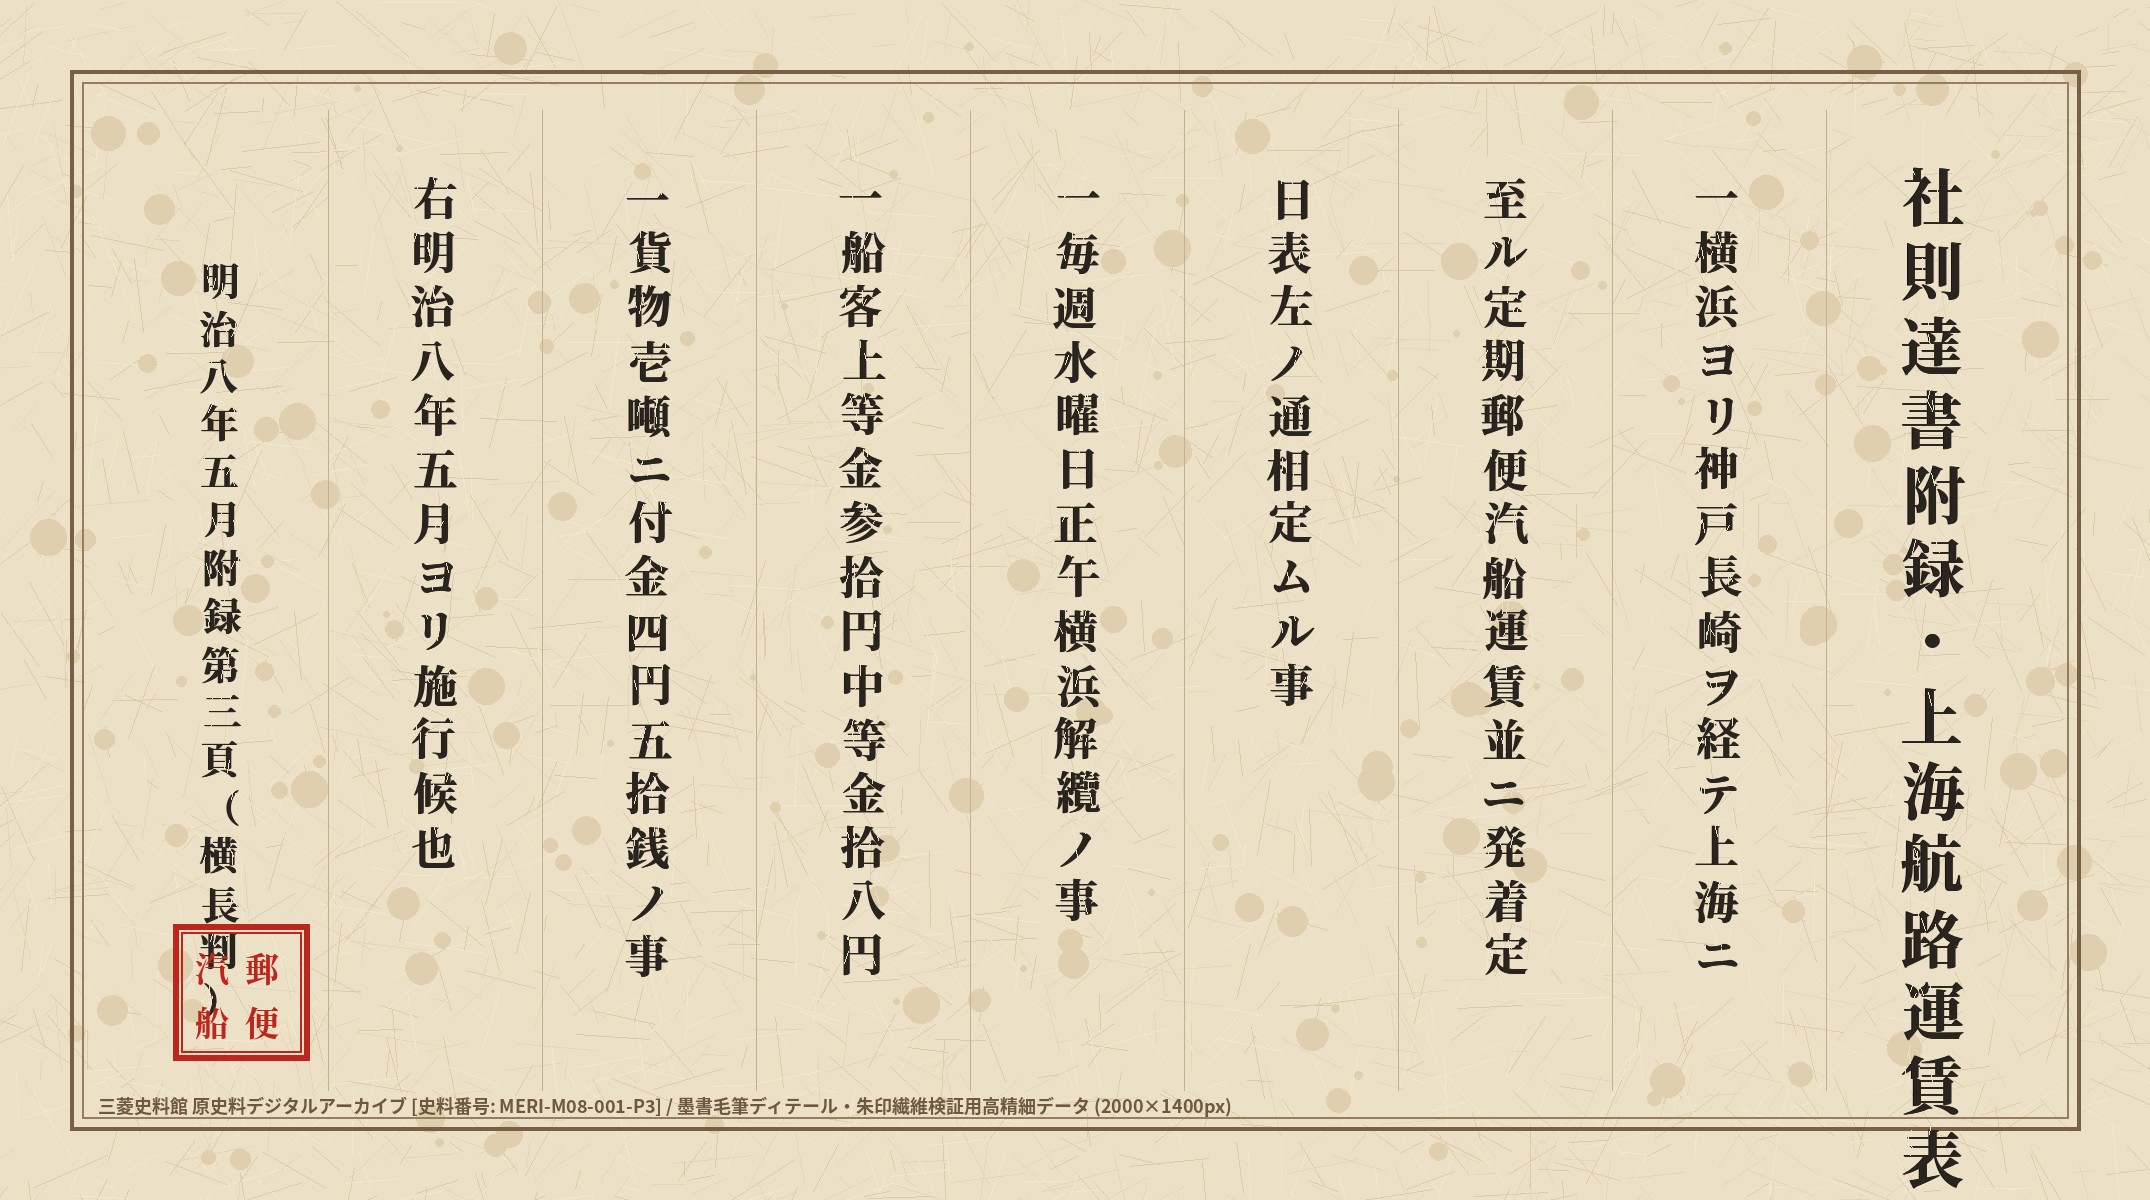 社則達書附録・上海航路運賃表
一横浜ヨリ神戸長崎ヲ経テ上海ニ
至ル定期郵便汽船運賃並ニ発着定
日表左ノ通相定ムル事
一毎週水曜日正午横浜解纜ノ事
一船客上等金参拾円中等金拾八円
一貨物壱噸ニ付金四円五拾銭ノ事
右明治八年五月ヨリ施行候也
明治八年五月附録第三頁（横長判）
郵便
汽船
三菱史料館 原史料デジタルアーカイブ [史料番号: MERI-M08-001-P3] / 墨書毛筆ディテール・朱印繊維検証用高精細データ (2000×1400px)